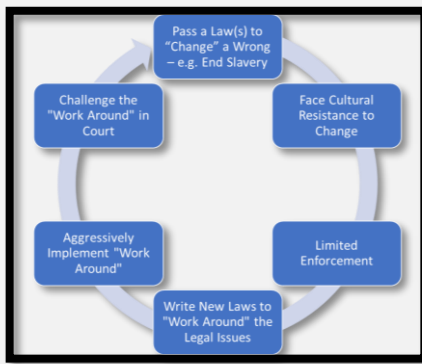 Pass a Law(s) to
“Change” a Wrong
– e.g. End Slavery
Face Cultural
Resistance to
Change
Limited
Enforcement
Write New Laws to
"Work Around" the
Legal Issues
Aggressively
Implement "Work
Around"
Challenge the
"Work Around" in
Court